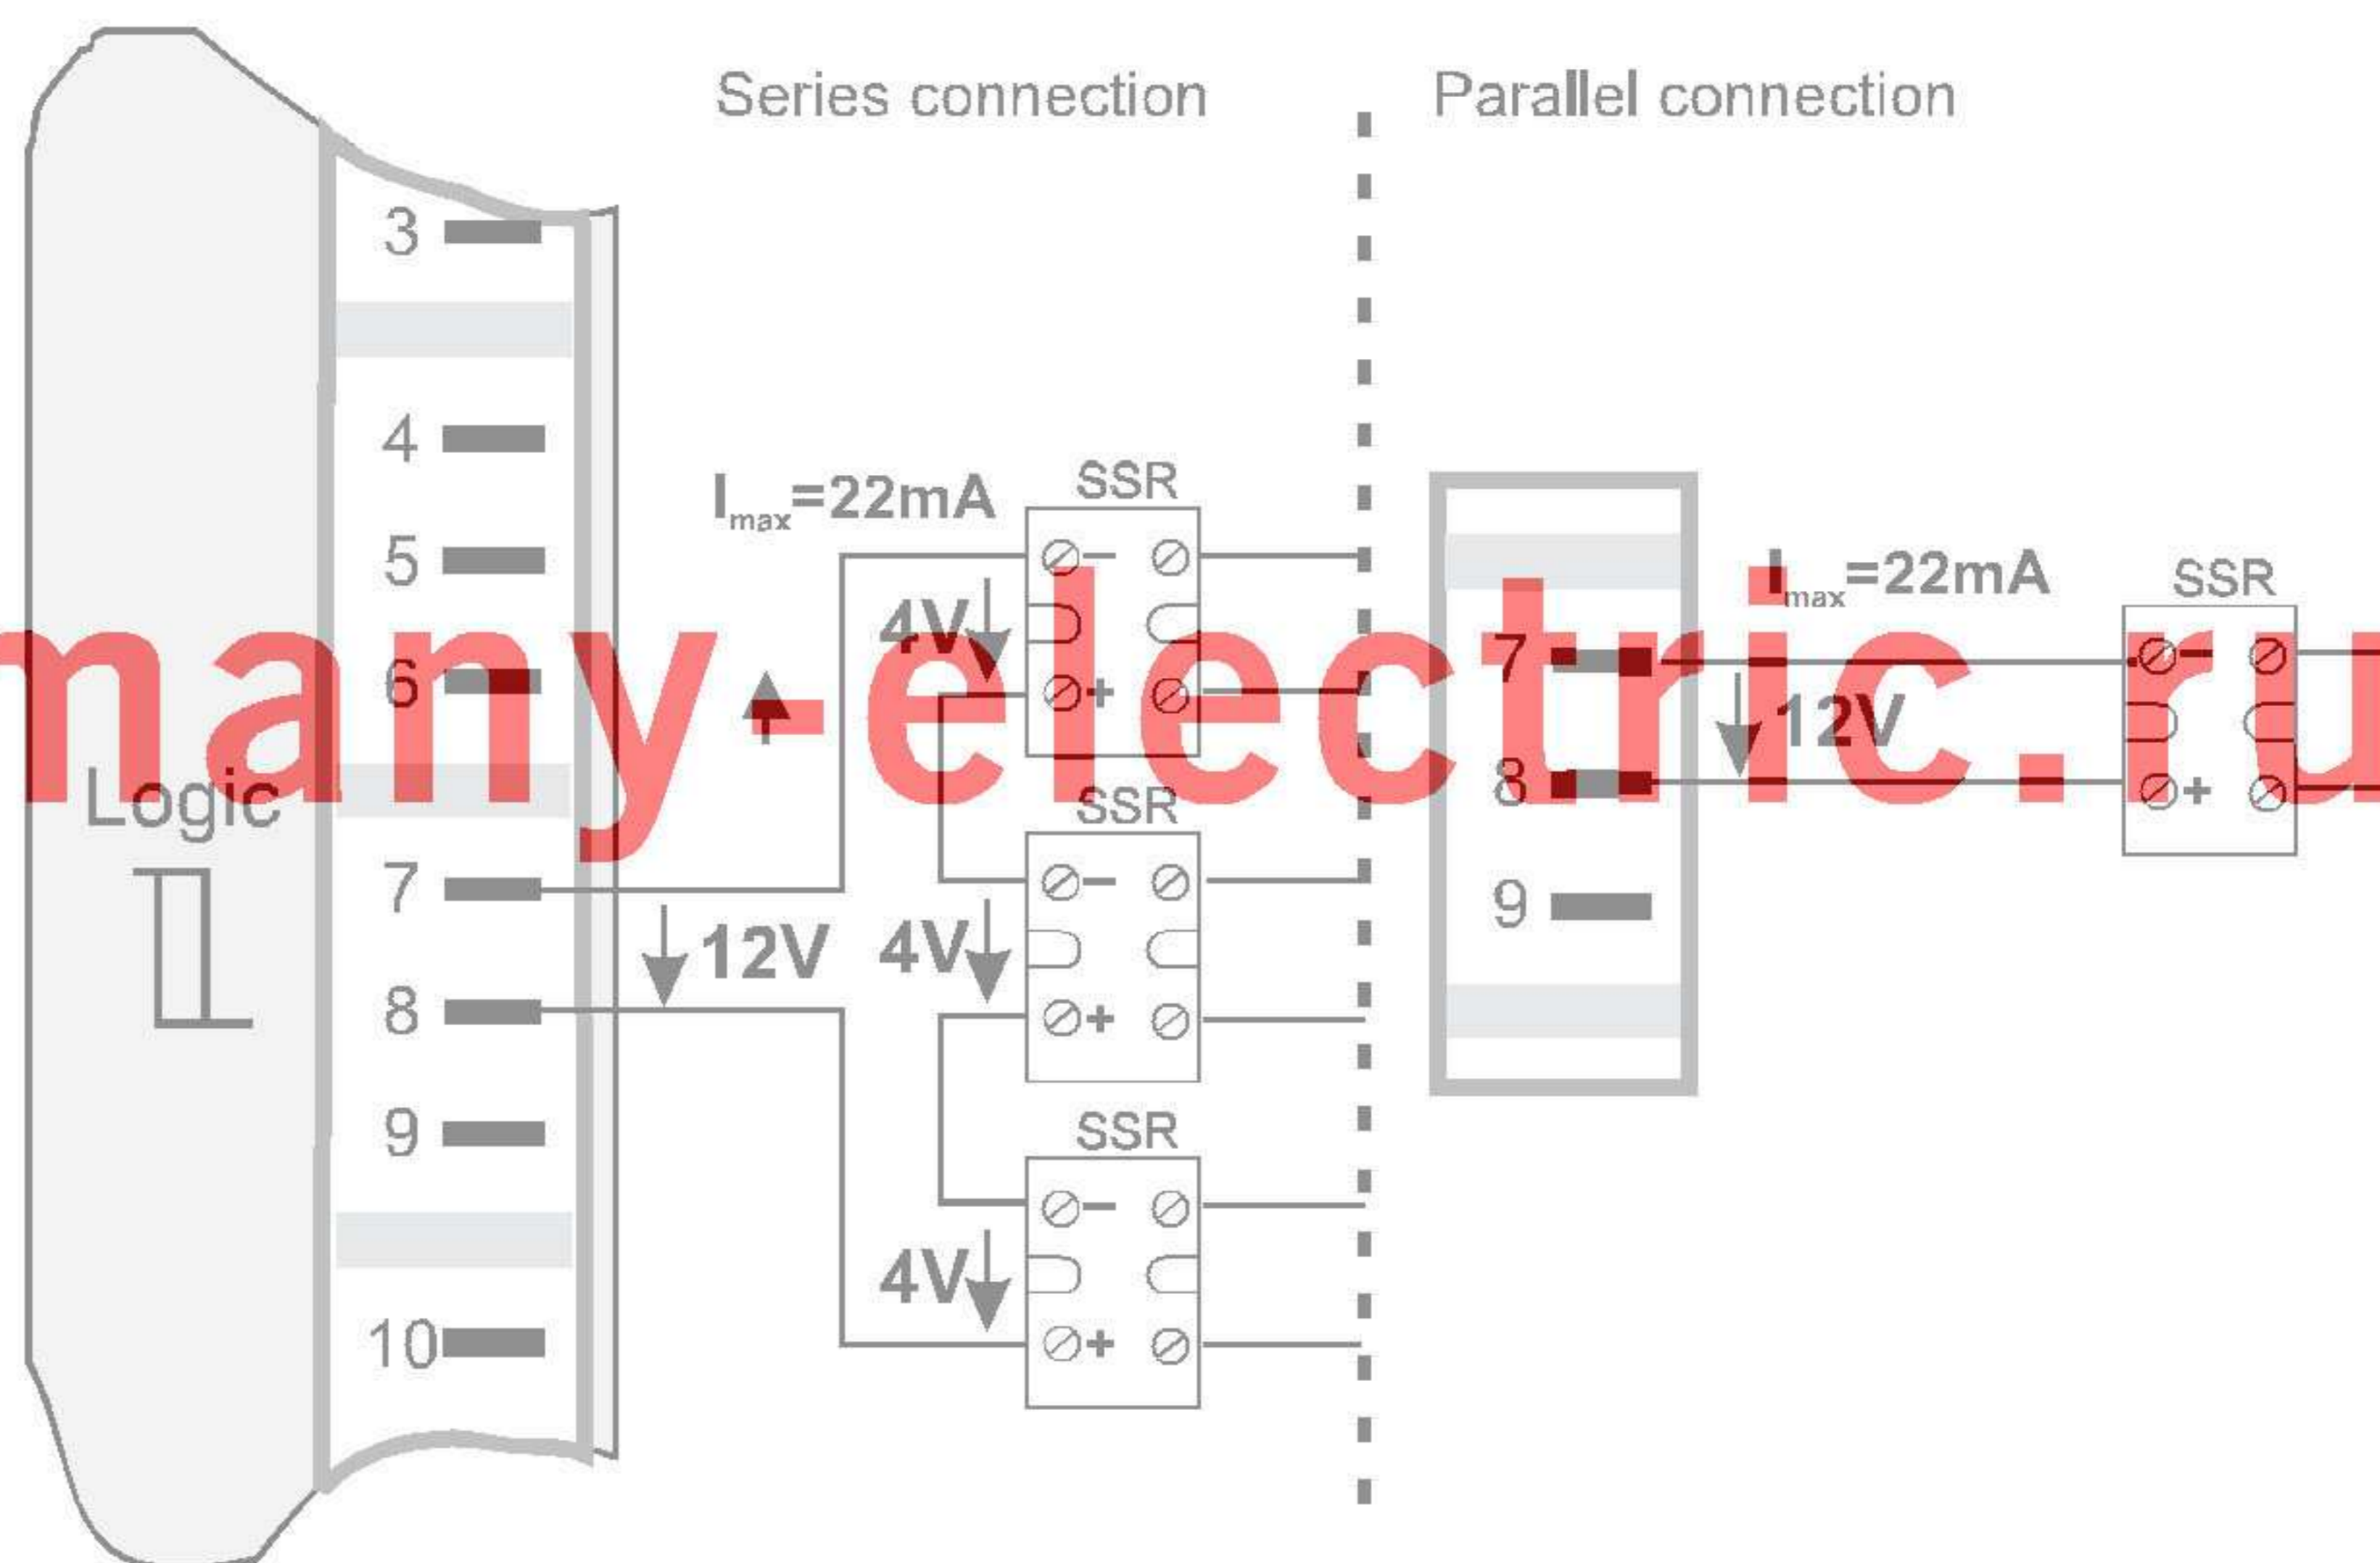 Series connection
Parallel connection
3
4
5
6
7
8
9
10
Logic
Imax=22mA
12V
SSR
4V
SSR
4V
SSR
4V
− +
− +
− +
Imax=22mA
7
8
9
12V
SSR
− +
many-electric.ru